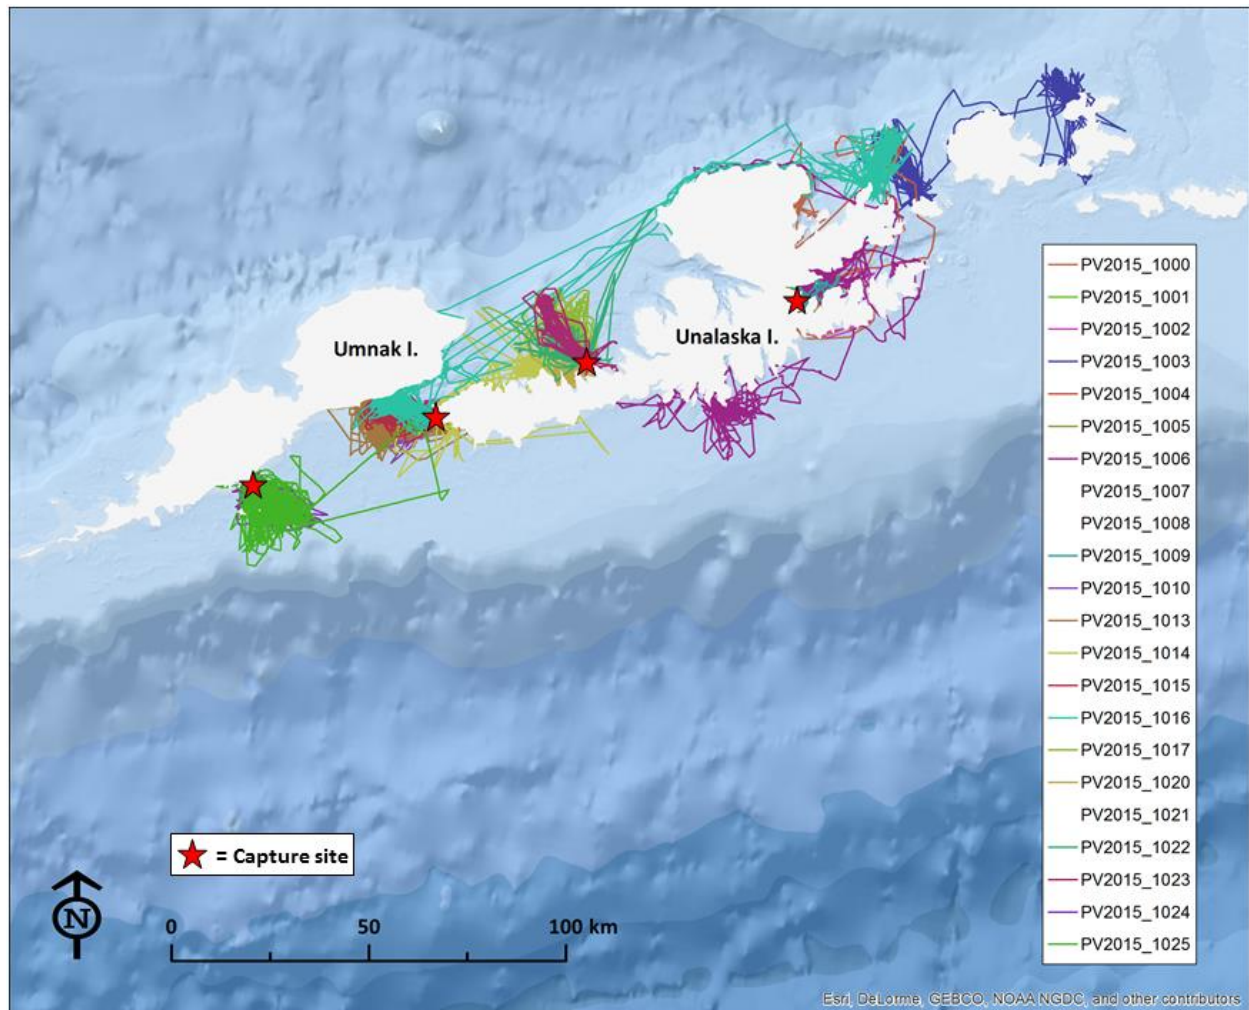 Umnak I.
Unalaska I.
PV2015_1000
PV2015_1001
PV2015_1002
PV2015_1003
PV2015_1004
PV2015_1005
PV2015_1006
PV2015_1007
PV2015_1008
PV2015_1009
PV2015_1010
PV2015_1013
PV2015_1014
PV2015_1015
PV2015_1016
PV2015_1017
PV2015_1020
PV2015_1021
PV2015_1022
PV2015_1023
PV2015_1024
PV2015_1025
= Capture site
N
0 50 100 km
Esri, DeLorme, GEBCO, NOAA NGDC, and other contributors